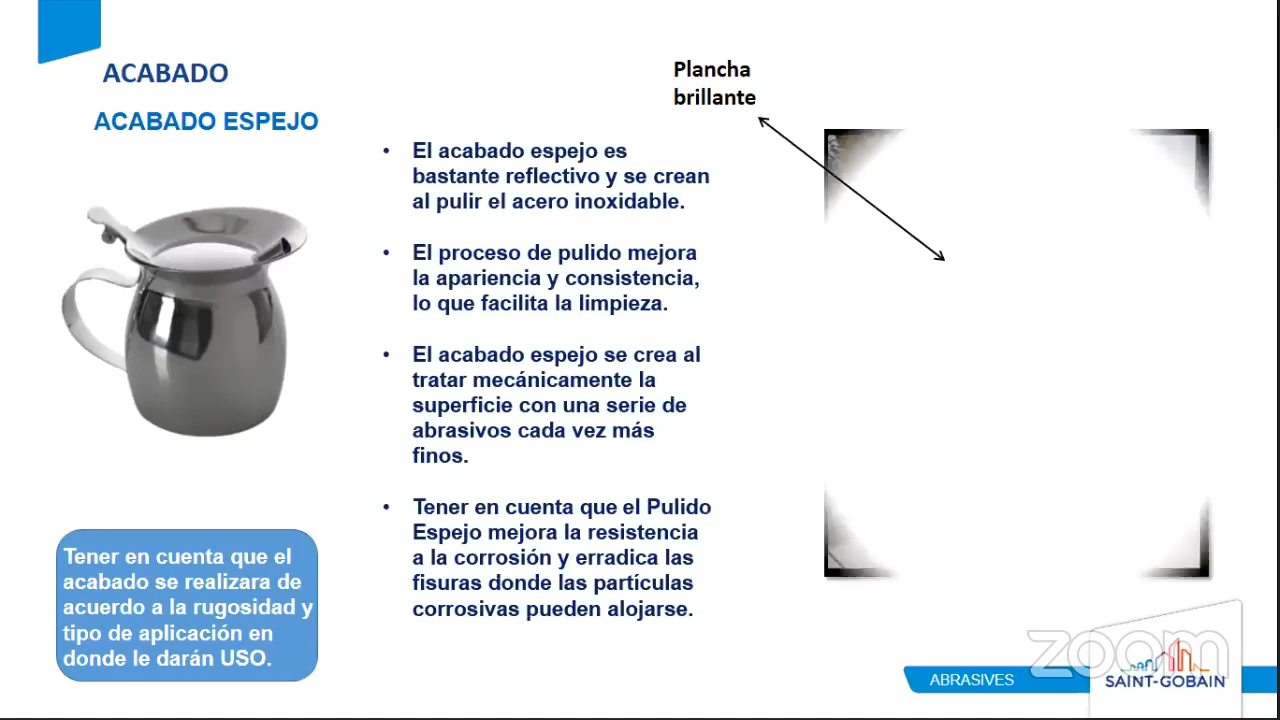 ACABADO
ACABADO ESPEJO
Plancha
brillante
• El acabado espejo es
bastante reflectivo y se crean
al pulir el acero inoxidable.
• El proceso de pulido mejora
la apariencia y consistencia,
lo que facilita la limpieza.
• El acabado espejo se crea al
tratar mecánicamente la
superficie con una serie de
abrasivos cada vez más
finos.
• Tener en cuenta que el Pulido
Espejo mejora la resistencia
a la corrosión y erradica las
fisuras donde las partículas
corrosivas pueden alojarse.
Tener en cuenta que el
acabado se realizara de
acuerdo a la rugosidad y
tipo de aplicación en
donde le darán USO.
zoom
ABRASIVES
SAINT-GOBAIN